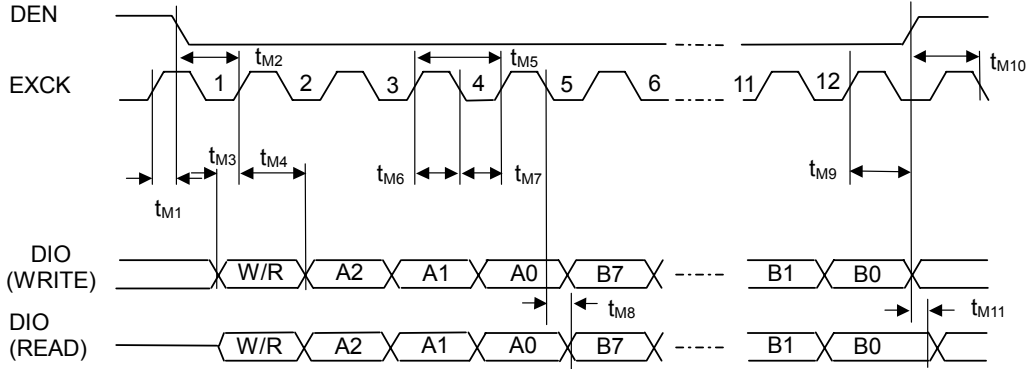 DEN
tM2 tM5 tM10
EXCK 1 2 3 4 5 6 11 12
tM3 tM4 tM6 tM7 tM9
tM1
DIO
(WRITE) W/R A2 A1 A0 B7 B1 B0
tM8 tM11
DIO
(READ) W/R A2 A1 A0 B7 B1 B0